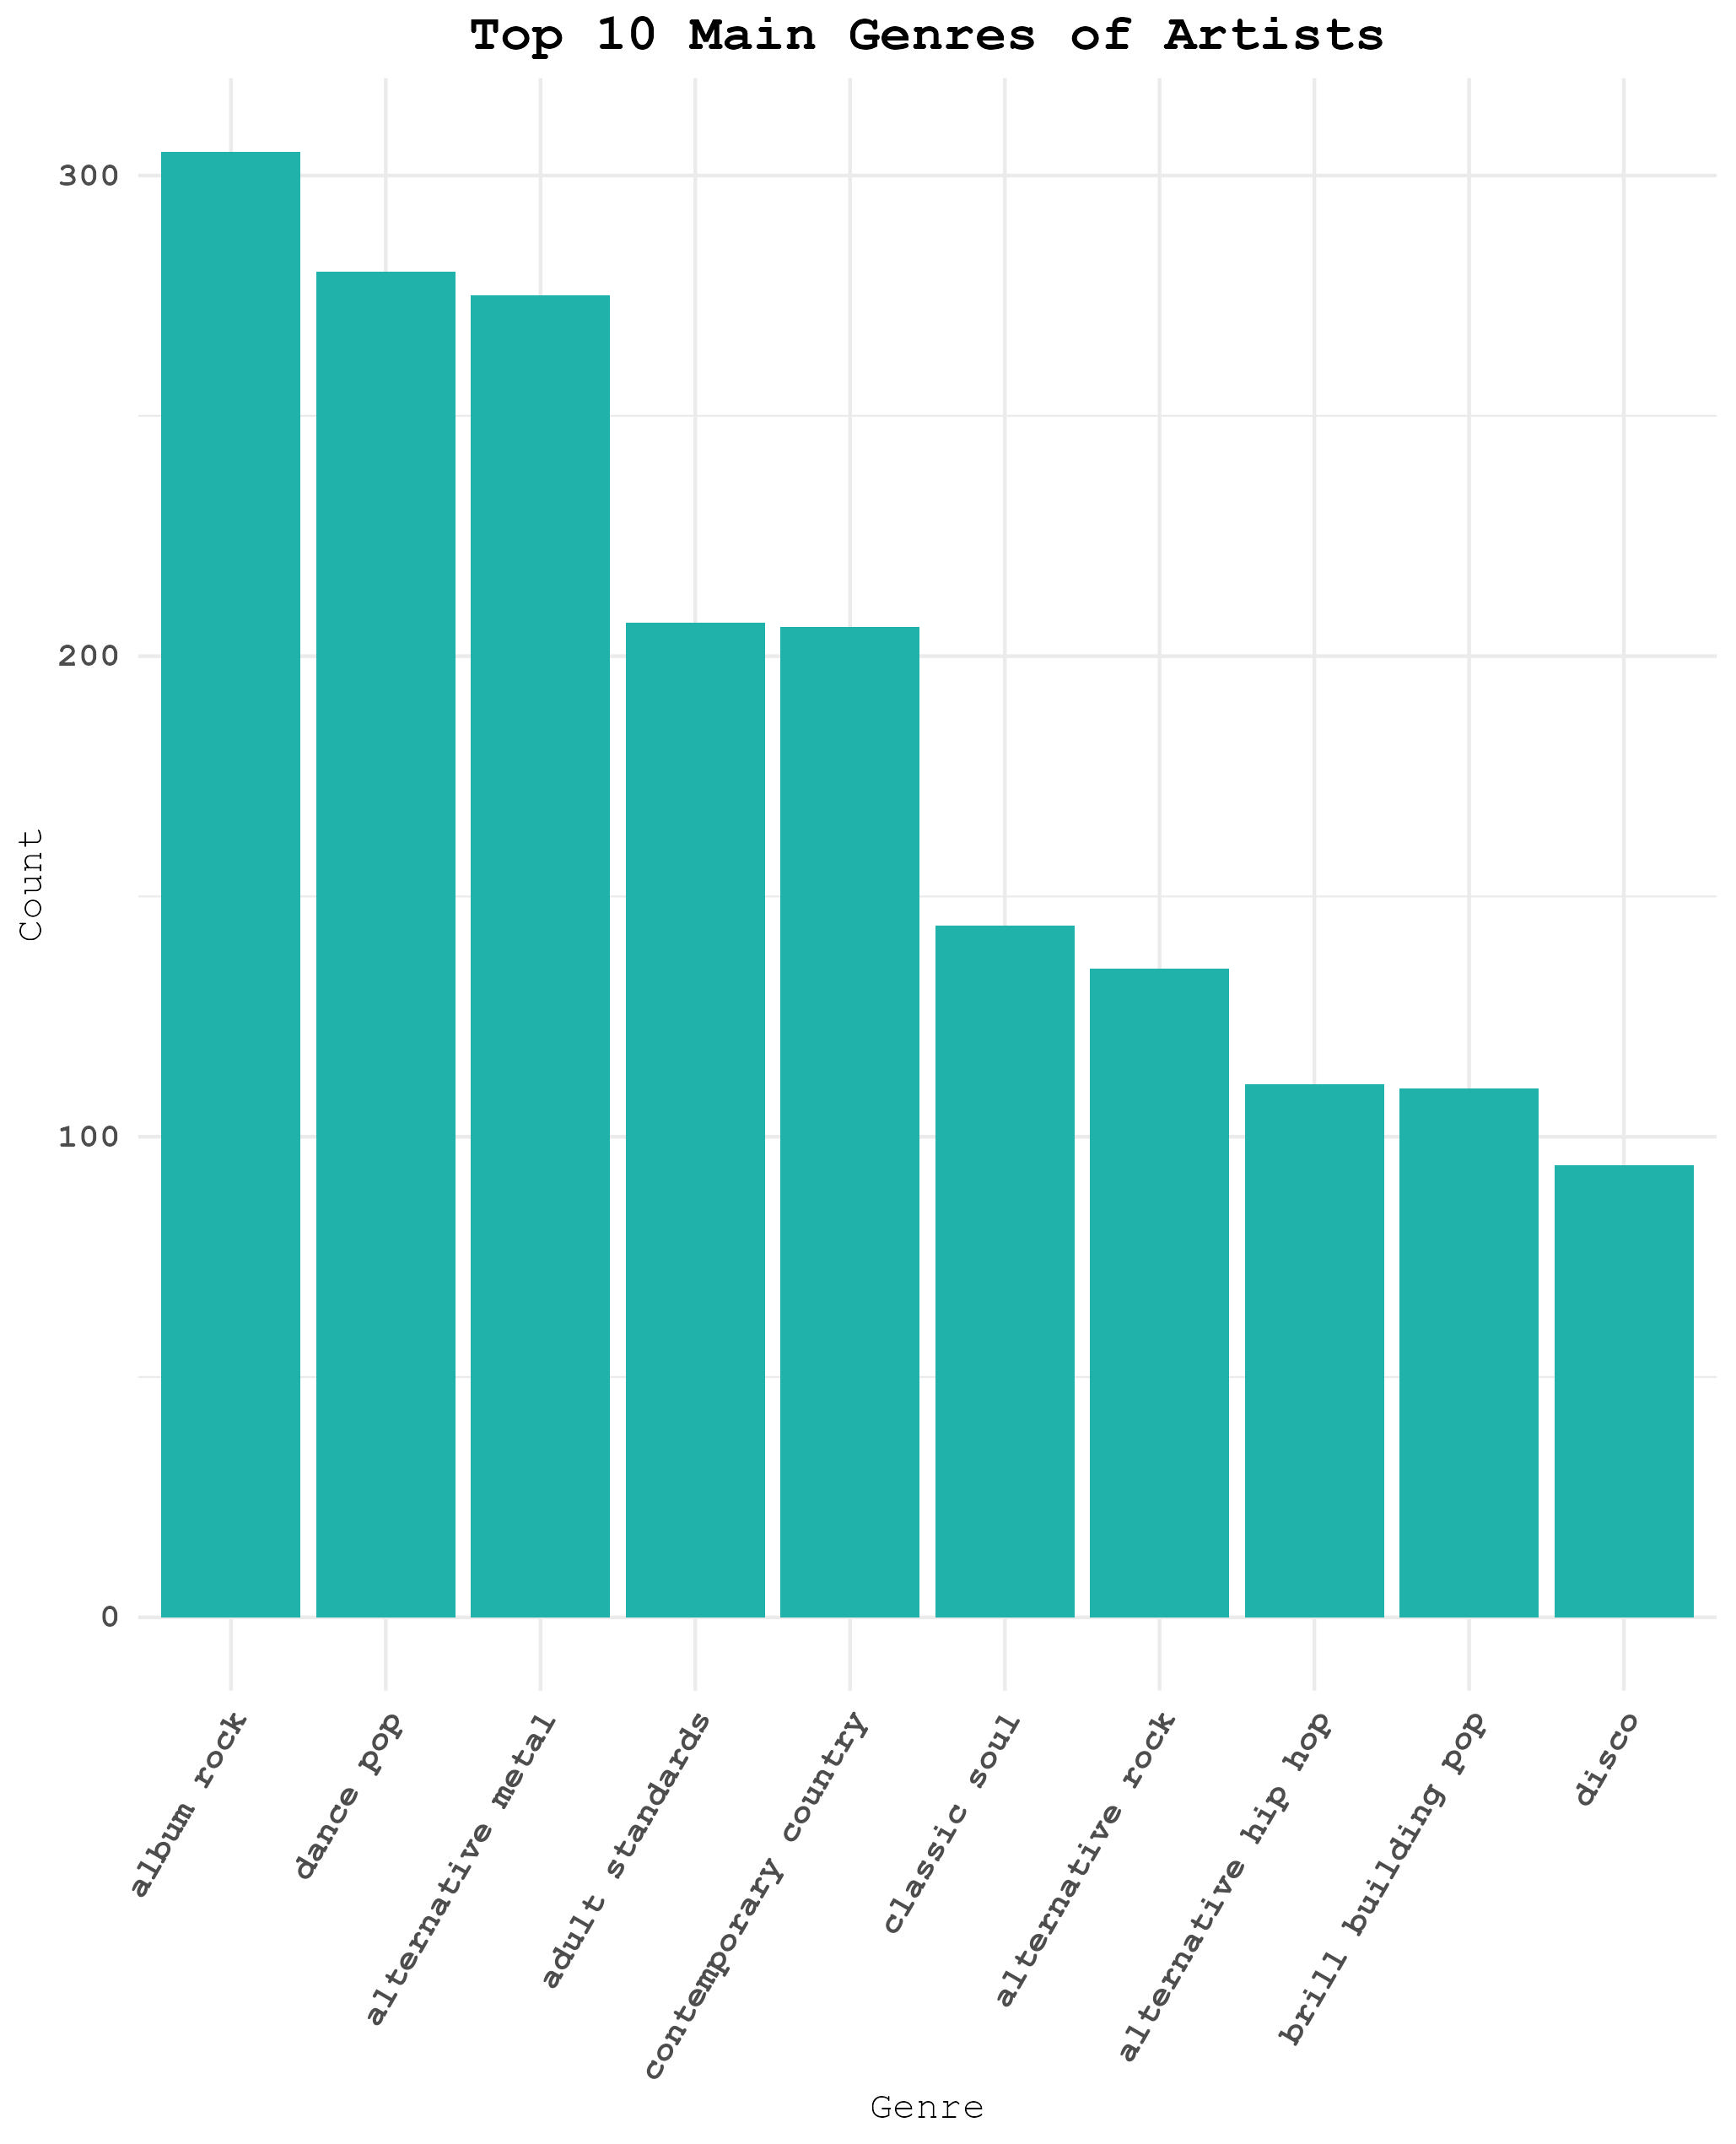 Top 10 Main Genres of Artists
Count
300
200
100
0
album rock
dance pop
alternative metal
adult standards
contemporary country
classic soul
alternative rock
alternative hip hop
brill building pop
disco
Genre